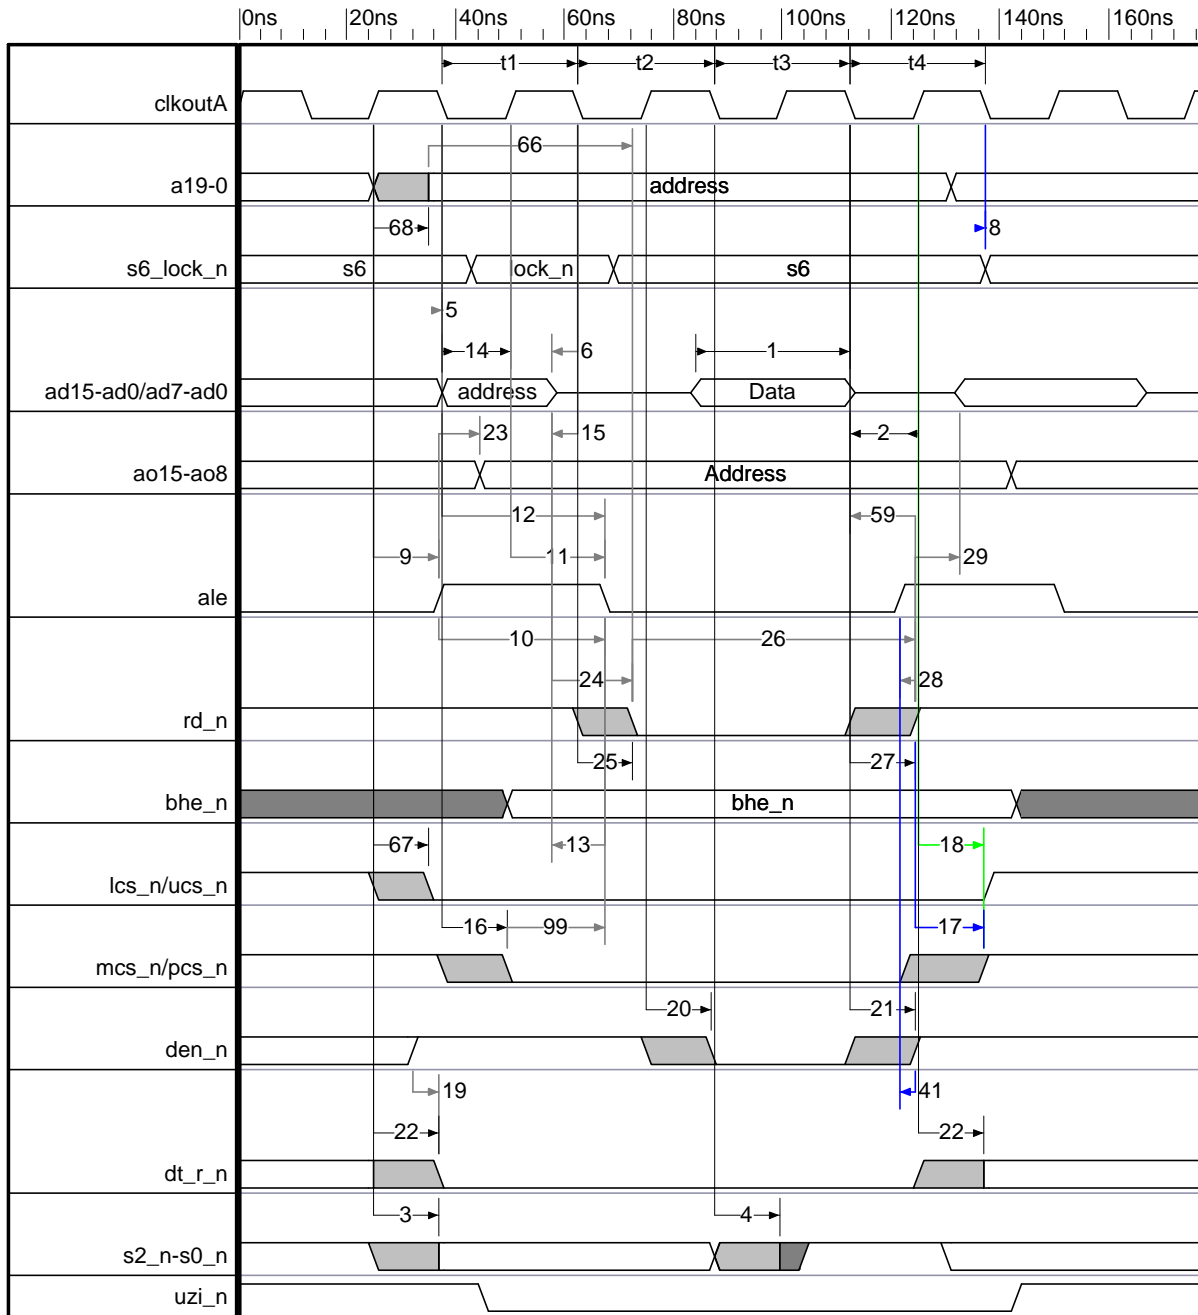 0ns 20ns 40ns 60ns 80ns 100ns 120ns 140ns 160ns
t1 t2 t3 t4
clkoutA
66
a19-0 address
68 8
s6_lock_n s6 lock_n s6
5
14 6 1
ad15-ad0/ad7-ad0 address Data
23 15 2
ao15-ao8 Address
12 59
9 11 29
ale
10 26
24 28
rd_n
25 27
bhe_n bhe_n
67 13 18
lcs_n/ucs_n
16 99 17
mcs_n/pcs_n
20 21
den_n
19 41
22 22
dt_r_n
3 4
s2_n-s0_n
uzi_n